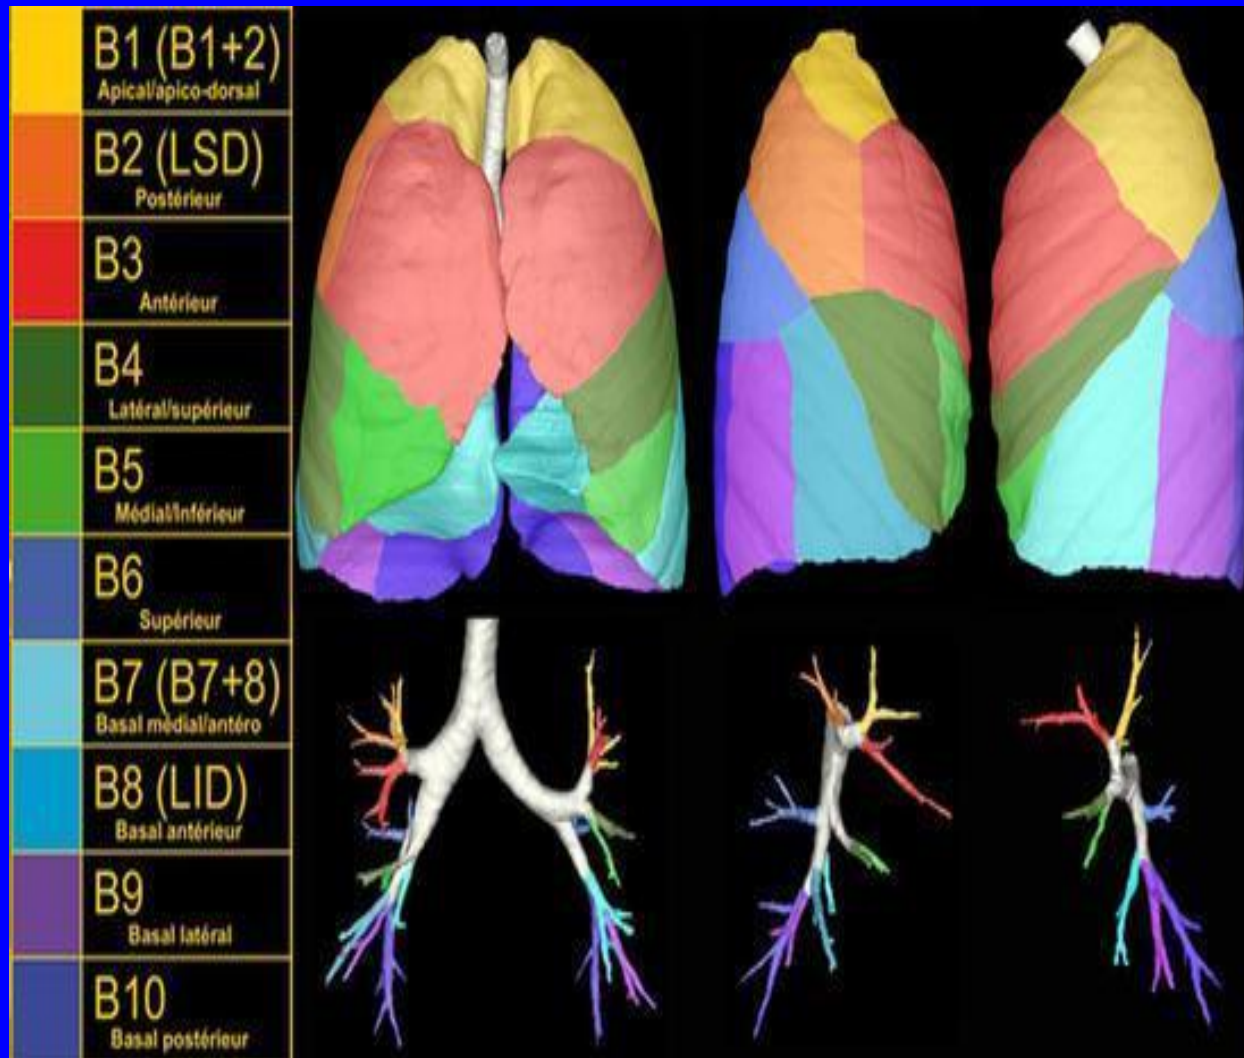 B1 (B1+2)
Apical/apico-dorsal
B2 (LSD)
Postérieur
B3
Antérieur
B4
Latéral/supérieur
B5
Médial/inférieur
B6
Supérieur
B7 (B7+8)
Basal médial/antéro
B8 (LID)
Basal antérieur
B9
Basal latéral
B10
Basal postérieur